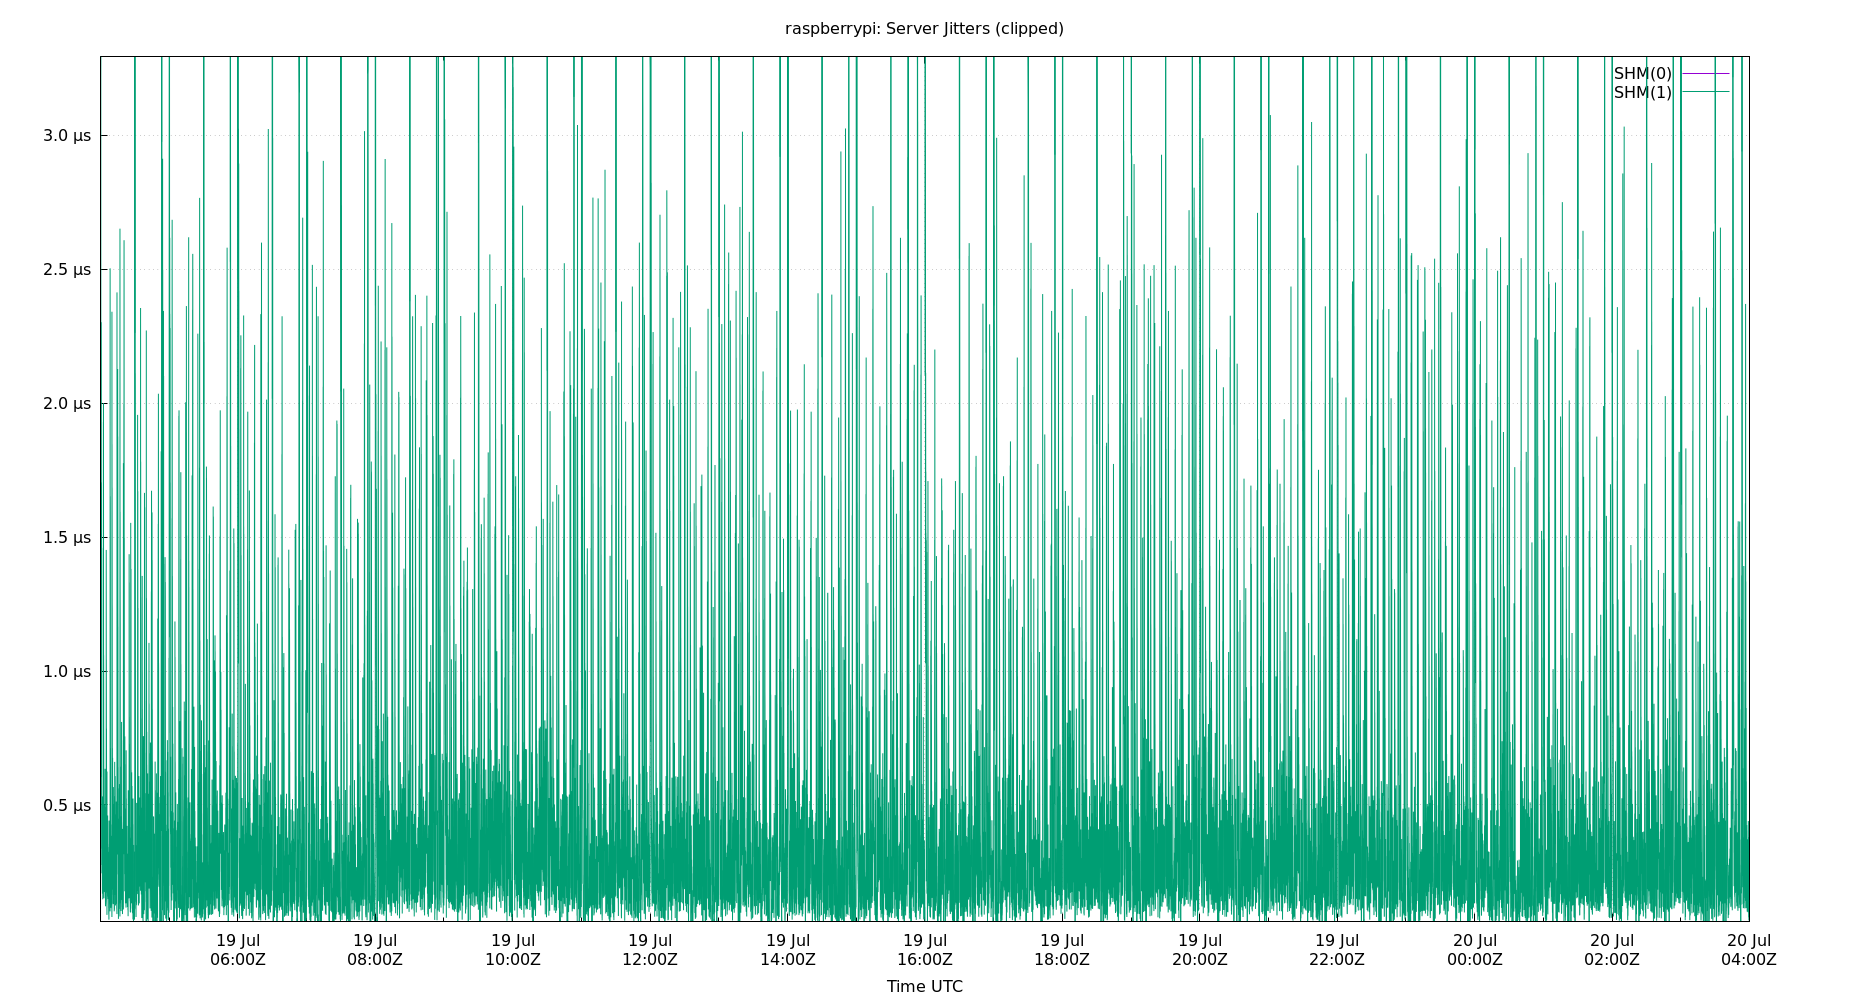 raspberrypi: Server Jitters (clipped)
SHM(0)
SHM(1)
3.0 µs
2.5 µs
2.0 µs
1.5 µs
1.0 µs
0.5 µs
19 Jul 19 Jul 19 Jul 19 Jul 19 Jul 19 Jul 19 Jul 19 Jul 19 Jul 20 Jul 20 Jul 20 Jul
06:00Z 08:00Z 10:00Z 12:00Z 14:00Z 16:00Z 18:00Z 20:00Z 22:00Z 00:00Z 02:00Z 04:00Z
Time UTC